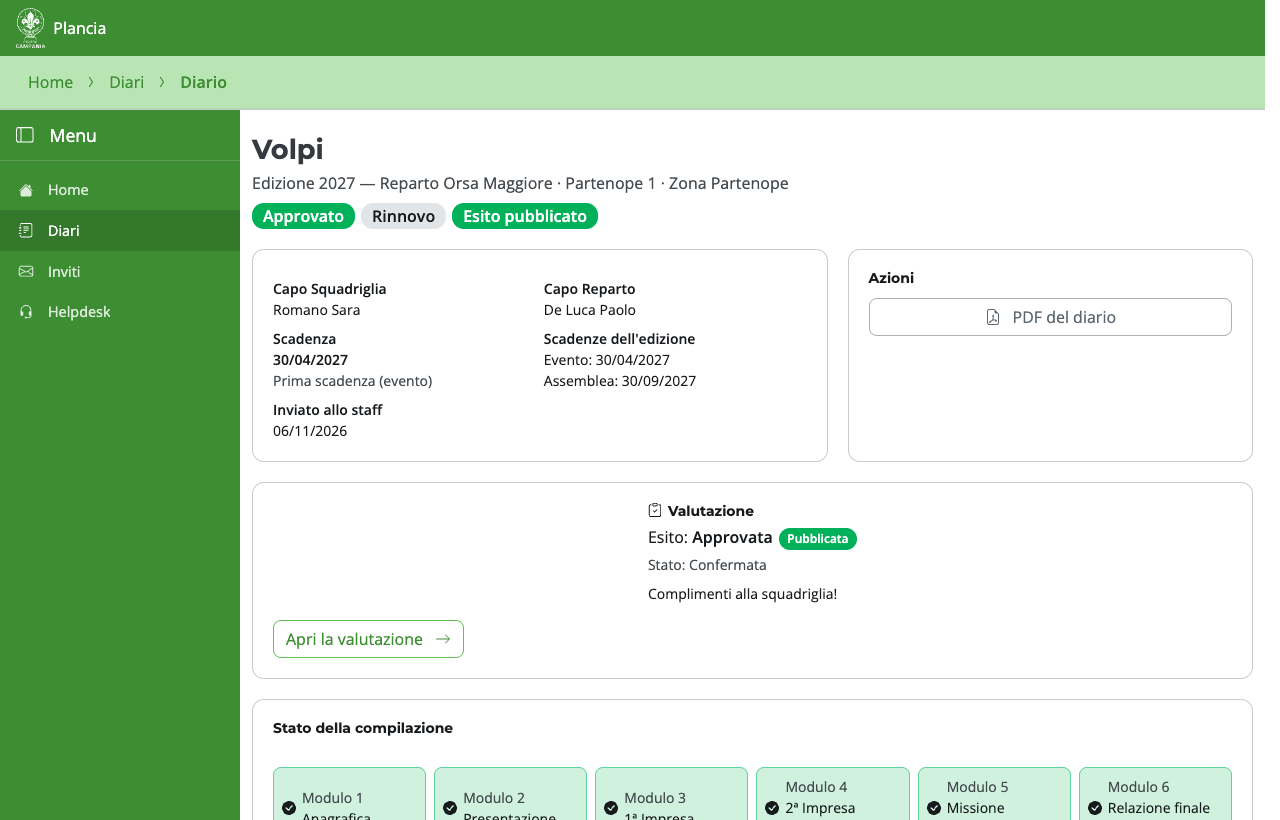 CAMPANIA
Plancia
Home
Diari
Diario
Menu
Home
Diari
Inviti
Helpdesk
Volpi
Edizione 2027 — Reparto Orsa Maggiore · Partenope 1 · Zona Partenope
Approvato Rinnovo Esito pubblicato
Capo Squadriglia
Romano Sara
Scadenza
30/04/2027
Prima scadenza (evento)
Inviato allo staff
06/11/2026
Capo Reparto
De Luca Paolo
Scadenze dell'edizione
Evento: 30/04/2027
Assemblea: 30/09/2027
Azioni
PDF del diario
Valutazione
Esito: Approvata Pubblicata
Stato: Confermata
Complimenti alla squadriglia!
Apri la valutazione
Stato della compilazione
Modulo 1
Anagrafica
Modulo 2
Presentazione
Modulo 3
1ª Impresa
Modulo 4
2ª Impresa
Modulo 5
Missione
Modulo 6
Relazione finale